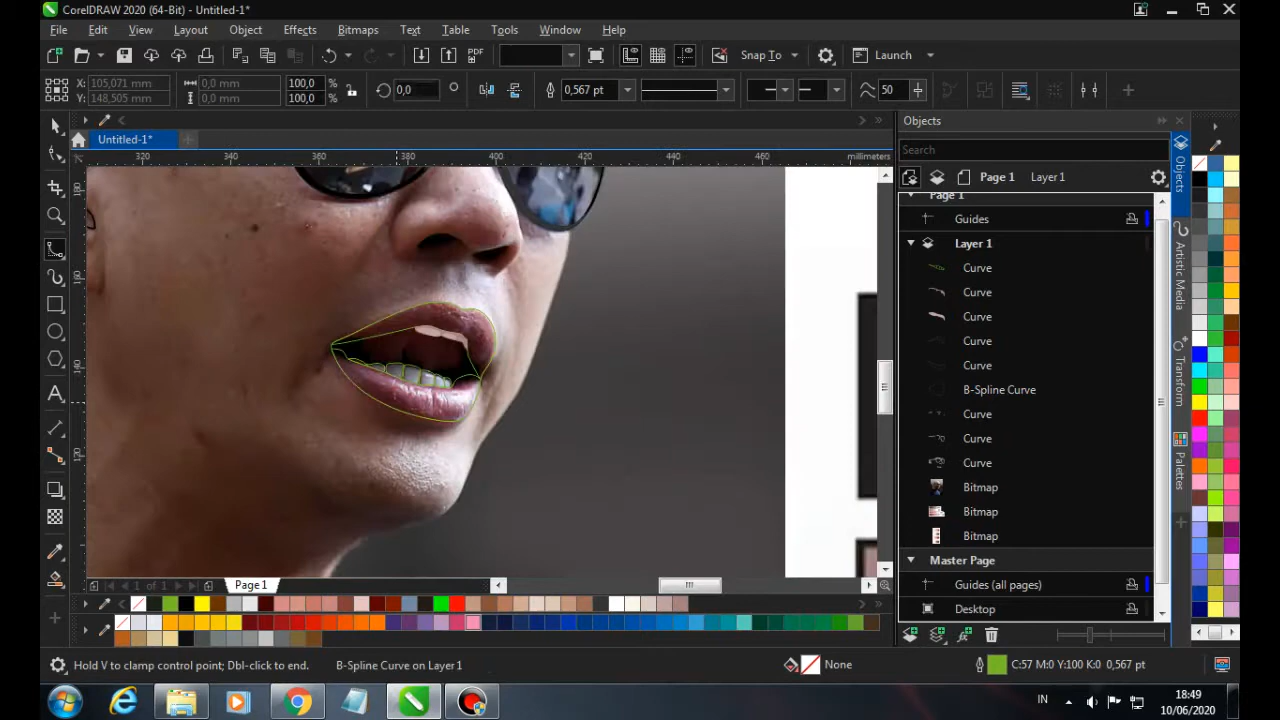 CorelDRAW 2020 (64-Bit) - Untitled-1*
File Edit View Layout Object Effects Bitmaps Text Table Tools Window Help
PDF Snap To Launch
X: 105,071 mm
Y: 148,505 mm
0,0 mm
0,0 mm
100,0 %
100,0 %
0,0 °
0,567 pt
50
Untitled-1*
320 340 360 380 400 420 440 460 millimeters
180
160
140
120
Objects
Search
Page 1 Layer 1
Page 1
Guides
Layer 1
Curve
Curve
Curve
Curve
Curve
B-Spline Curve
Curve
Curve
Curve
Bitmap
Bitmap
Bitmap
Master Page
Guides (all pages)
Desktop
Objects
Artistic Media
Transform
Palettes
1 of 1
Page 1
Hold V to clamp control point; Dbl-click to end.
B-Spline Curve on Layer 1
None
C:57 M:0 Y:100 K:0 0,567 pt
IN
18:49
10/06/2020